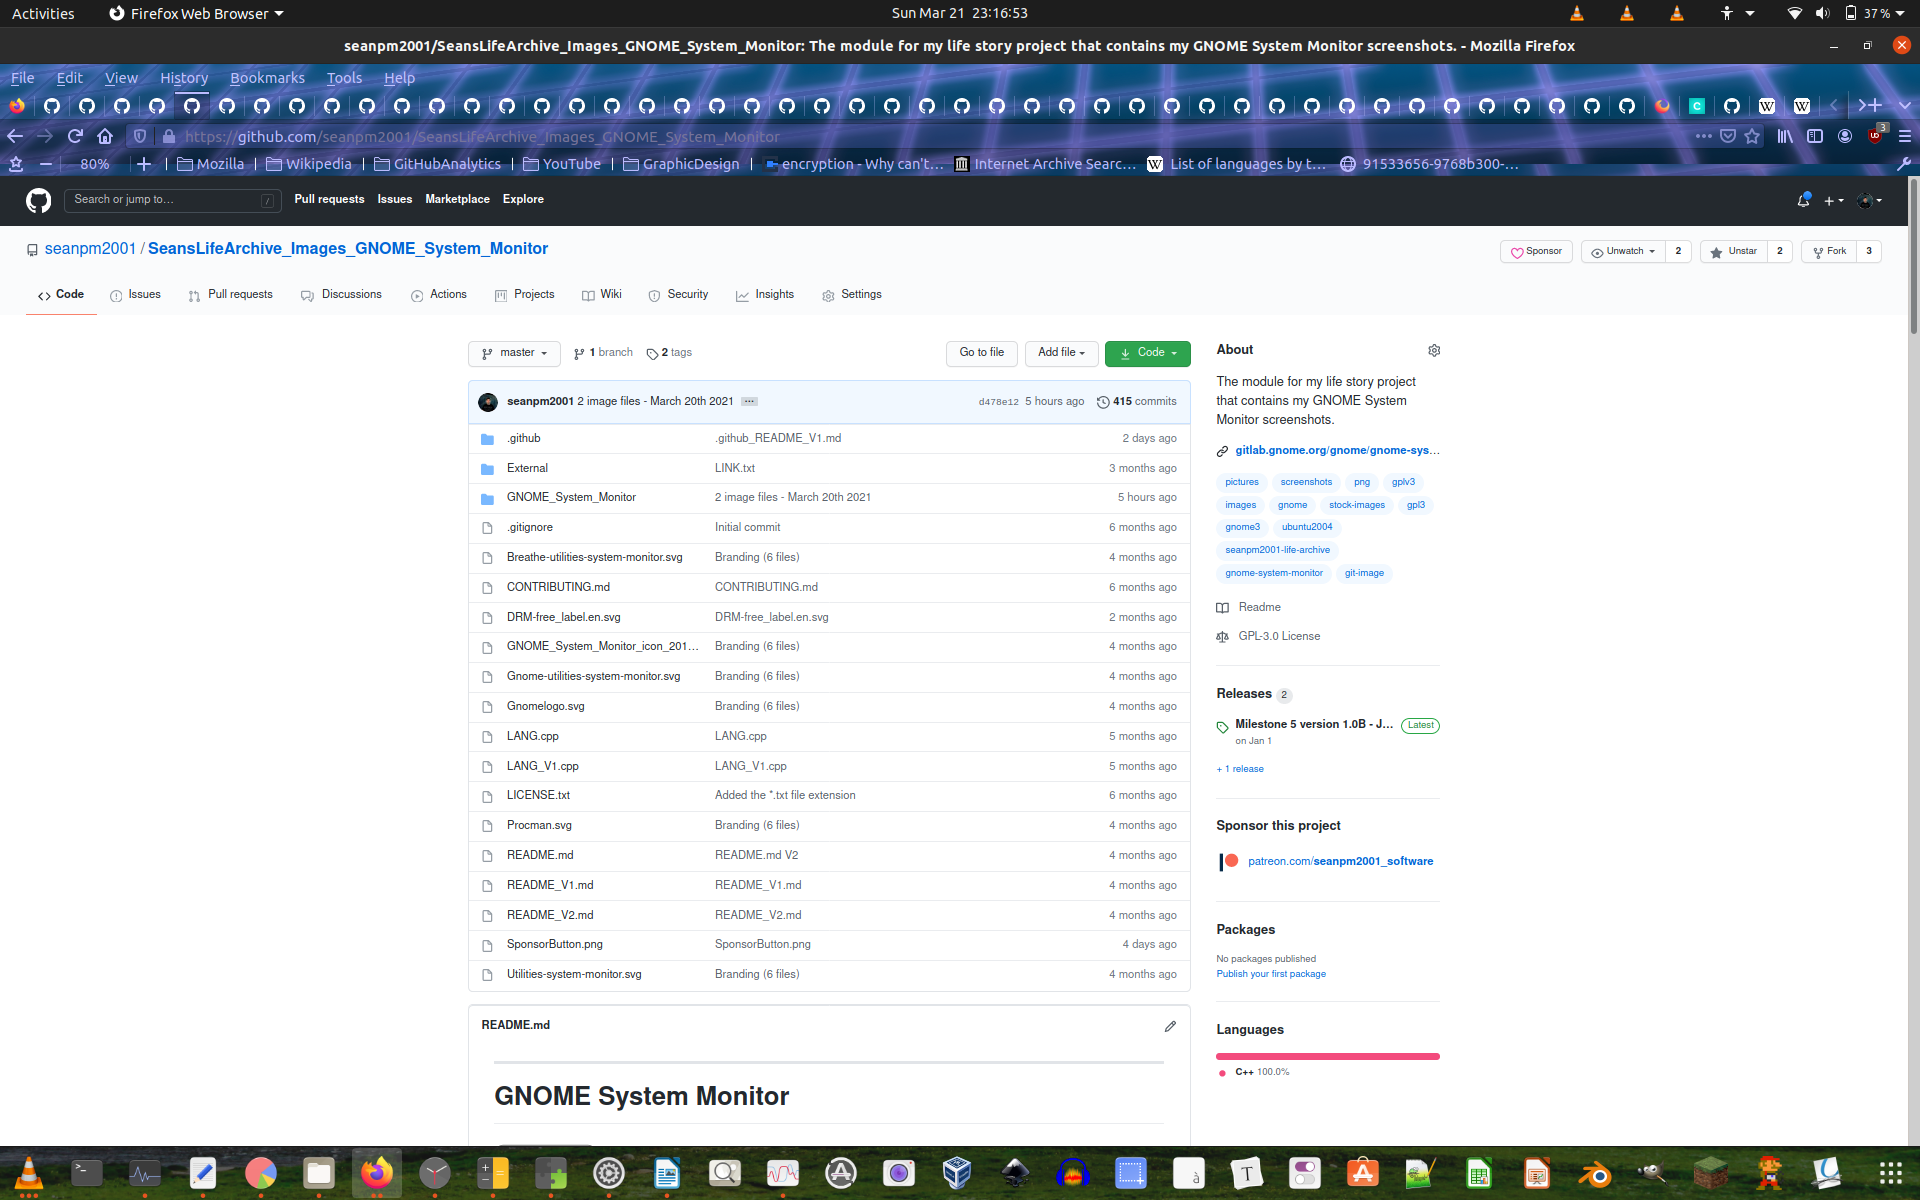 Activities Firefox Web Browser Sun Mar 21 23:16:53 37 %
seanpm2001/SeansLifeArchive_Images_GNOME_System_Monitor: The module for my life story project that contains my GNOME System Monitor screenshots. - Mozilla Firefox
File Edit View History Bookmarks Tools Help
https://github.com/seanpm2001/SeansLifeArchive_Images_GNOME_System_Monitor 3
80% Mozilla Wikipedia GitHubAnalytics YouTube GraphicDesign encryption - Why can't... Internet Archive Searc... List of languages by t... 91533656-9768b300-...
Search or jump to... / Pull requests Issues Marketplace Explore
seanpm2001 / SeansLifeArchive_Images_GNOME_System_Monitor Sponsor Unwatch 2 Unstar 2 Fork 3
Code Issues Pull requests Discussions Actions Projects Wiki Security Insights Settings
master 1 branch 2 tags Go to file Add file Code
seanpm2001 2 image files - March 20th 2021 ... d478e12 5 hours ago 415 commits
.github .github_README_V1.md 2 days ago
External LINK.txt 3 months ago
GNOME_System_Monitor 2 image files - March 20th 2021 5 hours ago
.gitignore Initial commit 6 months ago
Breathe-utilities-system-monitor.svg Branding (6 files) 4 months ago
CONTRIBUTING.md CONTRIBUTING.md 6 months ago
DRM-free_label.en.svg DRM-free_label.en.svg 2 months ago
GNOME_System_Monitor_icon_201... Branding (6 files) 4 months ago
Gnome-utilities-system-monitor.svg Branding (6 files) 4 months ago
Gnomelogo.svg Branding (6 files) 4 months ago
LANG.cpp LANG.cpp 5 months ago
LANG_V1.cpp LANG_V1.cpp 5 months ago
LICENSE.txt Added the *.txt file extension 6 months ago
Procman.svg Branding (6 files) 4 months ago
README.md README.md V2 4 months ago
README_V1.md README_V1.md 4 months ago
README_V2.md README_V2.md 4 months ago
SponsorButton.png SponsorButton.png 4 days ago
Utilities-system-monitor.svg Branding (6 files) 4 months ago
README.md
GNOME System Monitor
About
The module for my life story project
that contains my GNOME System
Monitor screenshots.
gitlab.gnome.org/gnome/gnome-sys...
pictures screenshots png gplv3
images gnome stock-images gpl3
gnome3 ubuntu2004
seanpm2001-life-archive
gnome-system-monitor git-image
Readme
GPL-3.0 License
Releases 2
Milestone 5 version 1.0B - J... Latest
on Jan 1
+ 1 release
Sponsor this project
patreon.com/seanpm2001_software
Packages
No packages published
Publish your first package
Languages
C++ 100.0%